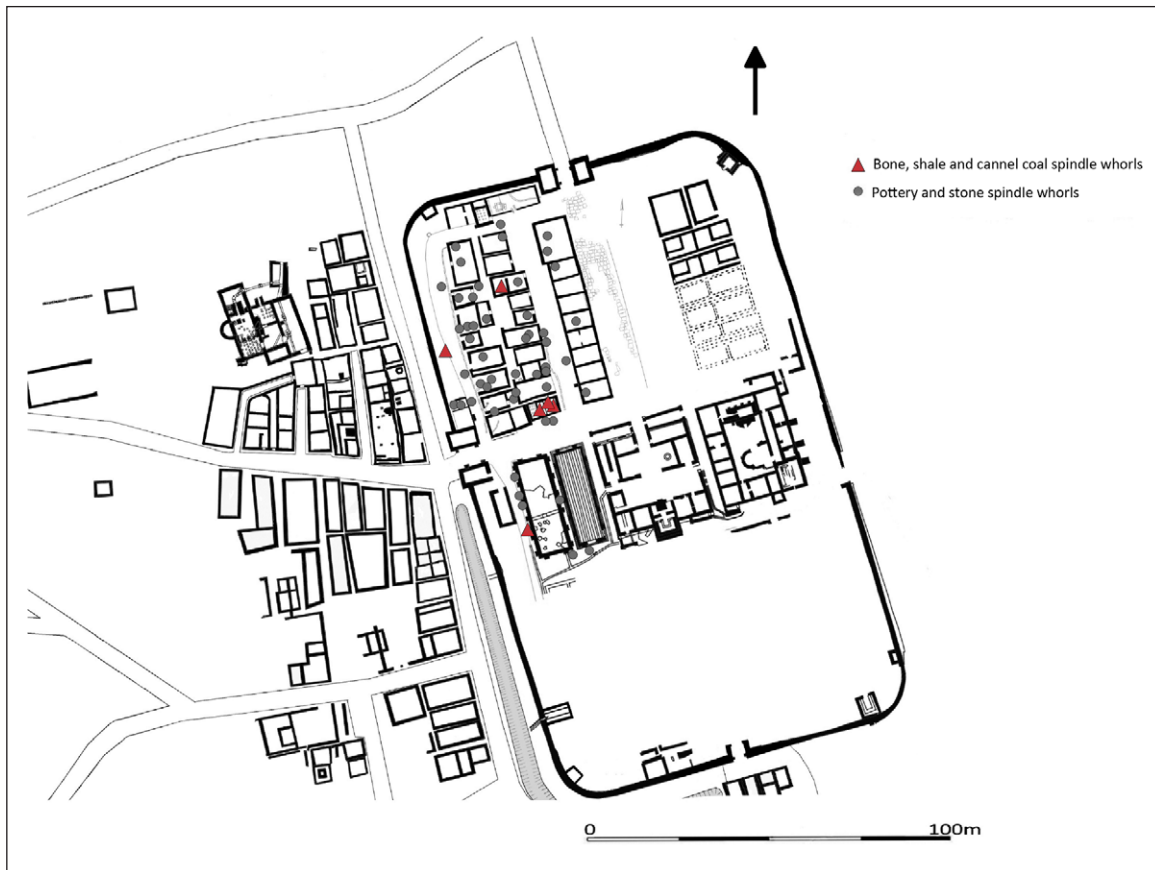 Bone, shale and cannel coal spindle whorls
Pottery and stone spindle whorls
0 100m